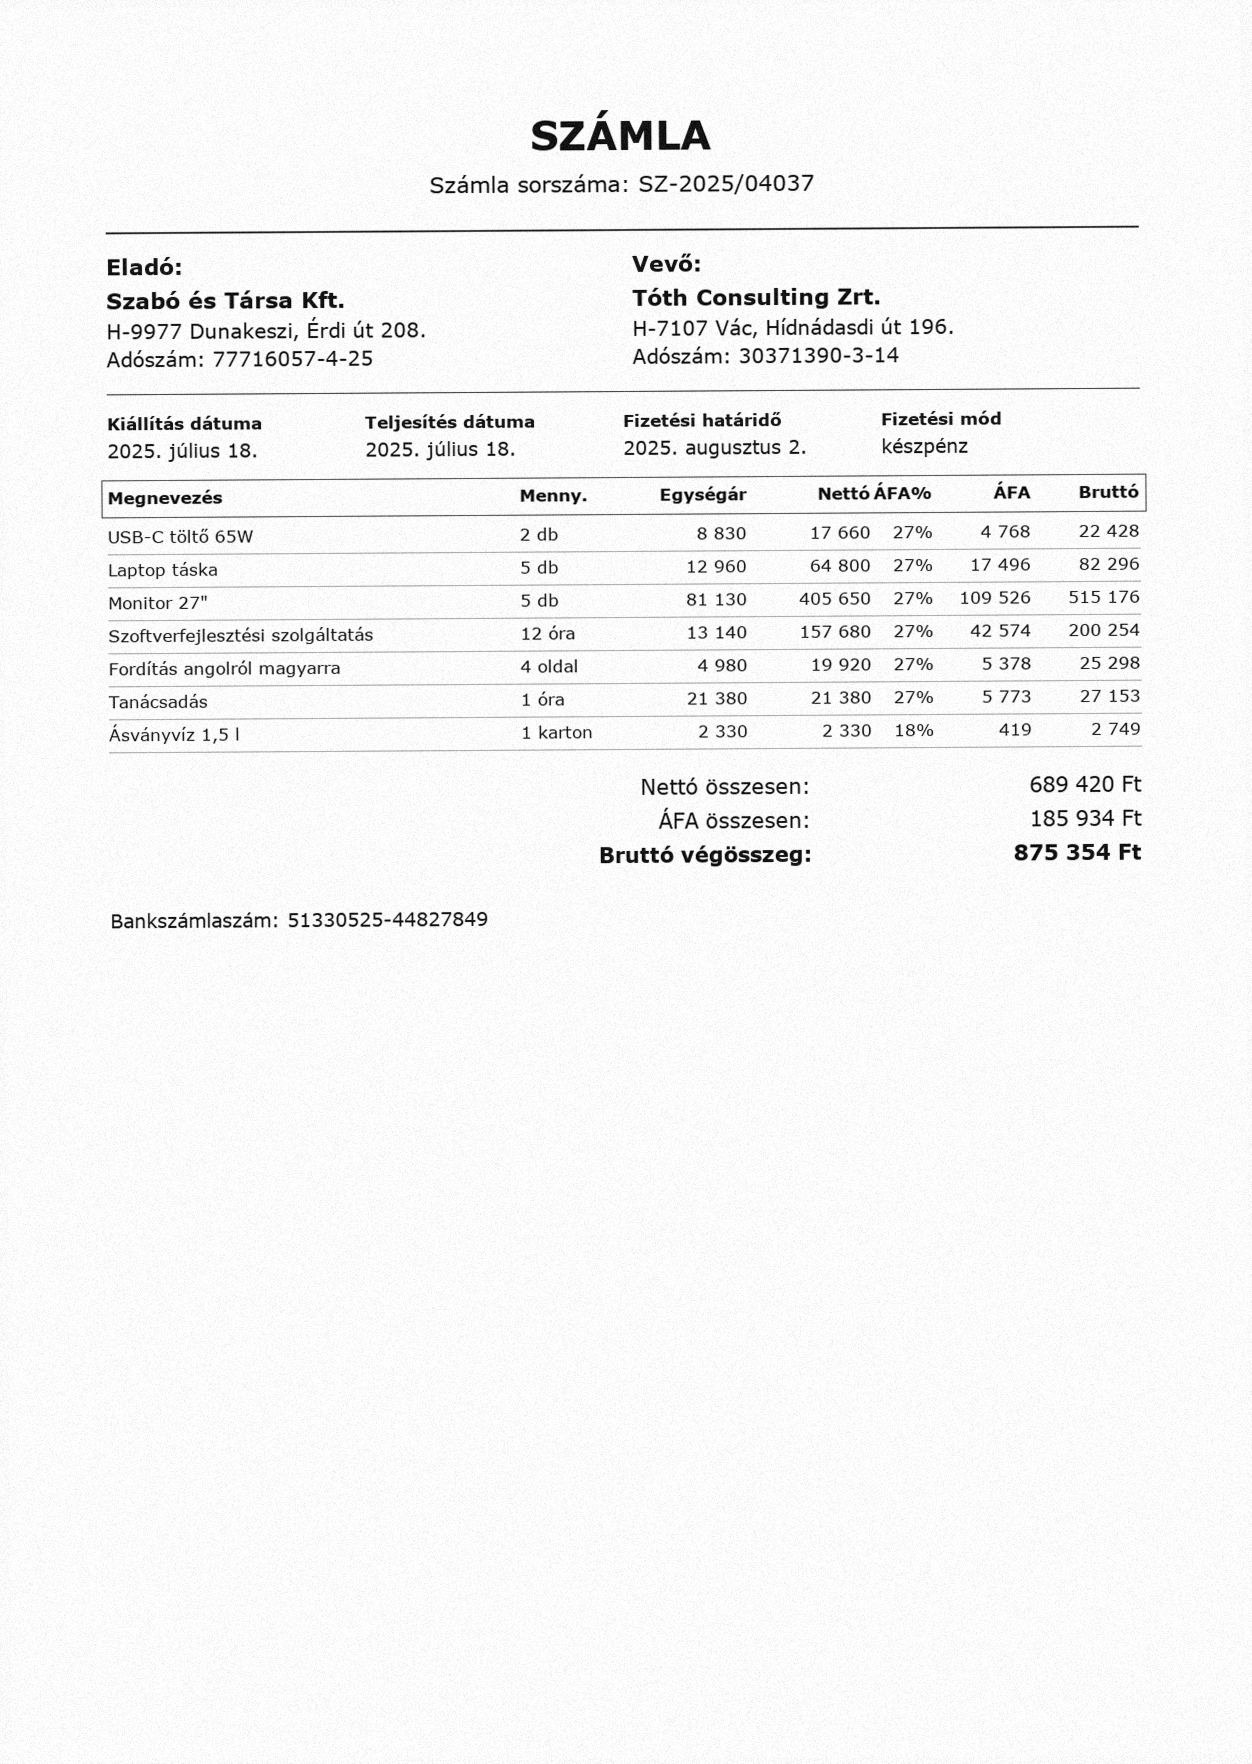 SZÁMLA
Számla sorszáma: SZ-2025/04037
Eladó:
Szabó és Társa Kft.
H-9977 Dunakeszi, Érdi út 208.
Adószám: 77716057-4-25
Vevő:
Tóth Consulting Zrt.
H-7107 Vác, Hídnádasdi út 196.
Adószám: 30371390-3-14
Kiállítás dátuma Teljesítés dátuma Fizetési határidő Fizetési mód
2025. július 18. 2025. július 18. 2025. augusztus 2. készpénz
Megnevezés Menny. Egységár Nettó ÁFA% ÁFA Bruttó
USB-C töltő 65W 2 db 8 830 17 660 27% 4 768 22 428
Laptop táska 5 db 12 960 64 800 27% 17 496 82 296
Monitor 27" 5 db 81 130 405 650 27% 109 526 515 176
Szoftverfejlesztési szolgáltatás 12 óra 13 140 157 680 27% 42 574 200 254
Fordítás angolról magyarra 4 oldal 4 980 19 920 27% 5 378 25 298
Tanácsadás 1 óra 21 380 21 380 27% 5 773 27 153
Ásványvíz 1,5 l 1 karton 2 330 2 330 18% 419 2 749
Nettó összesen: 689 420 Ft
ÁFA összesen: 185 934 Ft
Bruttó végösszeg: 875 354 Ft
Bankszámlaszám: 51330525-44827849